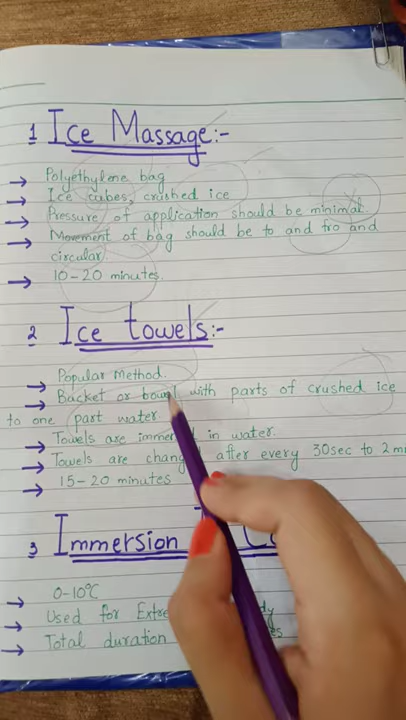 1 Ice Massage:-
→ Polyethylene bag
→ Ice cubes, crushed ice
→ Pressure of application should be minimal.
→ Movement of bag should be to and fro and
circular
→ 10-20 minutes.
2 Ice towels:-
→ Popular Method.
→ Bucket or bowl with parts of crushed ice
to one part water
→ Towels are in water.
→ Towels are after every 30sec to 2
→ 15-20 minutes
3 Immersion
→ 0-10°C
→ Used for
→ Total duration